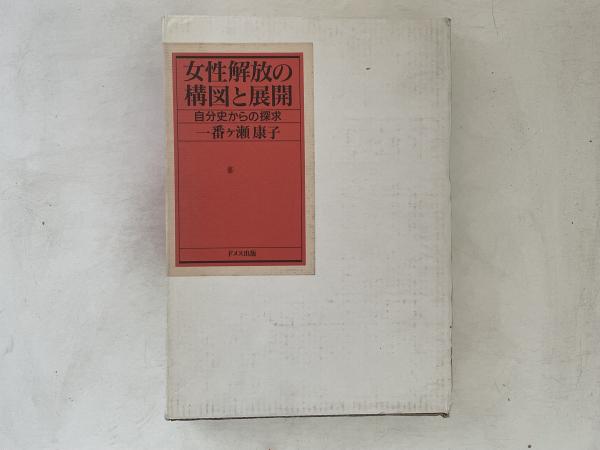 女性解放の
構図と展開
自分史からの探求
一番ヶ瀬 康子
ドメス出版